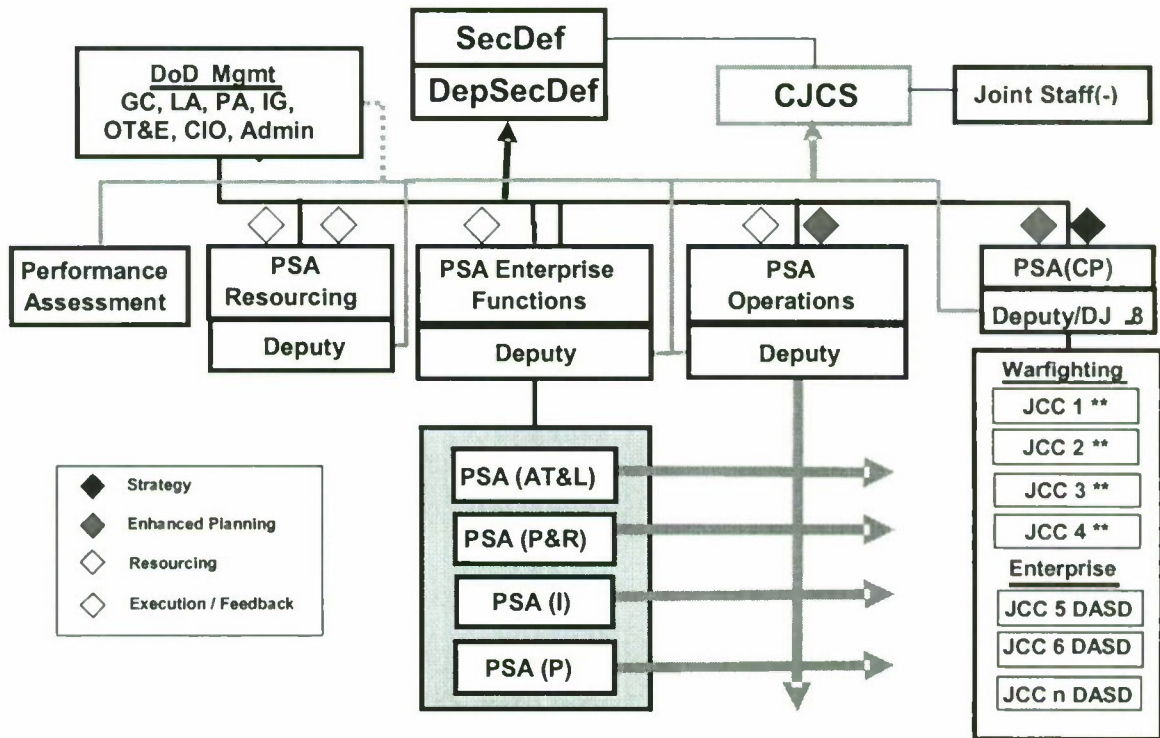 SecDef
DepSecDef
DoD Mgmt
GC, LA, PA, IG,
OT&E, CIO, Admin
CJCS
Joint Staff(-)
Performance
Assessment
PSA
Resourcing
Deputy
PSA Enterprise
Functions
Deputy
PSA
Operations
Deputy
PSA(CP)
Deputy/DJ_8
Warfighting
JCC 1 **
JCC 2 **
JCC 3 **
JCC 4 **
Enterprise
JCC 5 DASD
JCC 6 DASD
JCC n DASD
PSA (AT&L)
PSA (P&R)
PSA (I)
PSA (P)
Strategy
Enhanced Planning
Resourcing
Execution / Feedback